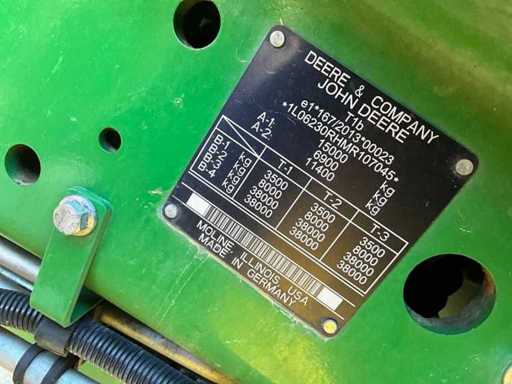 DEERE & COMPANY
JOHN DEERE
T1b
e1*167/2013*00023
*1L06230RHMR107045*
15000 kg
A-1: 6900 kg
A-2: 11400 kg
T-1 T-2 T-3
B-1 kg 3500 3500 3500
B-2 kg 8000 8000 8000
B-3 kg 38000 38000 38000
B-4 kg 38000 38000 38000
MOLINE, ILLINOIS, USA
MADE IN GERMANY